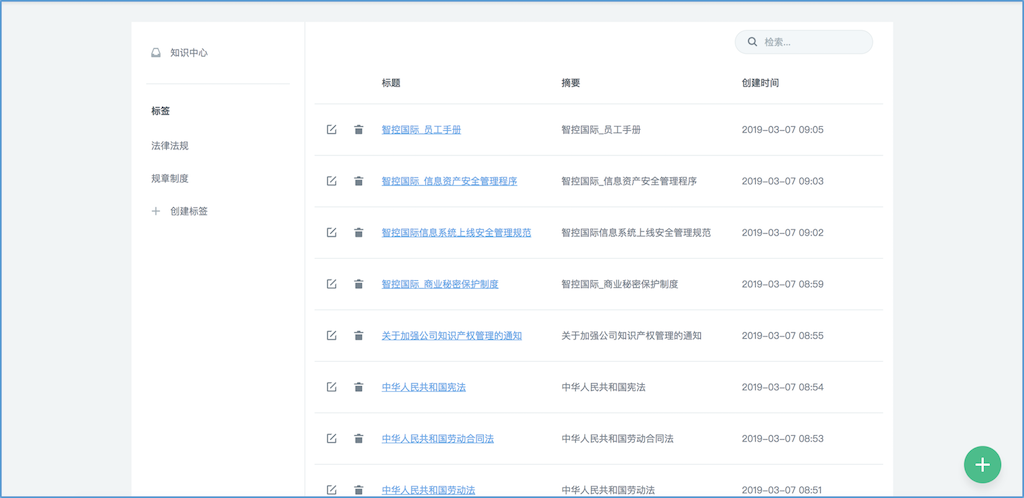 知识中心
标签
法律法规
规章制度
创建标签
检索...
标题 摘要 创建时间
智控国际_员工手册 智控国际_员工手册 2019-03-07 09:05
智控国际_信息资产安全管理程序 智控国际_信息资产安全管理程序 2019-03-07 09:03
智控国际信息系统上线安全管理规范 智控国际信息系统上线安全管理规范 2019-03-07 09:02
智控国际_商业秘密保护制度 智控国际_商业秘密保护制度 2019-03-07 08:59
关于加强公司知识产权管理的通知 关于加强公司知识产权管理的通知 2019-03-07 08:55
中华人民共和国宪法 中华人民共和国宪法 2019-03-07 08:54
中华人民共和国劳动合同法 中华人民共和国劳动合同法 2019-03-07 08:53
中华人民共和国劳动法 中华人民共和国劳动法 2019-03-07 08:51